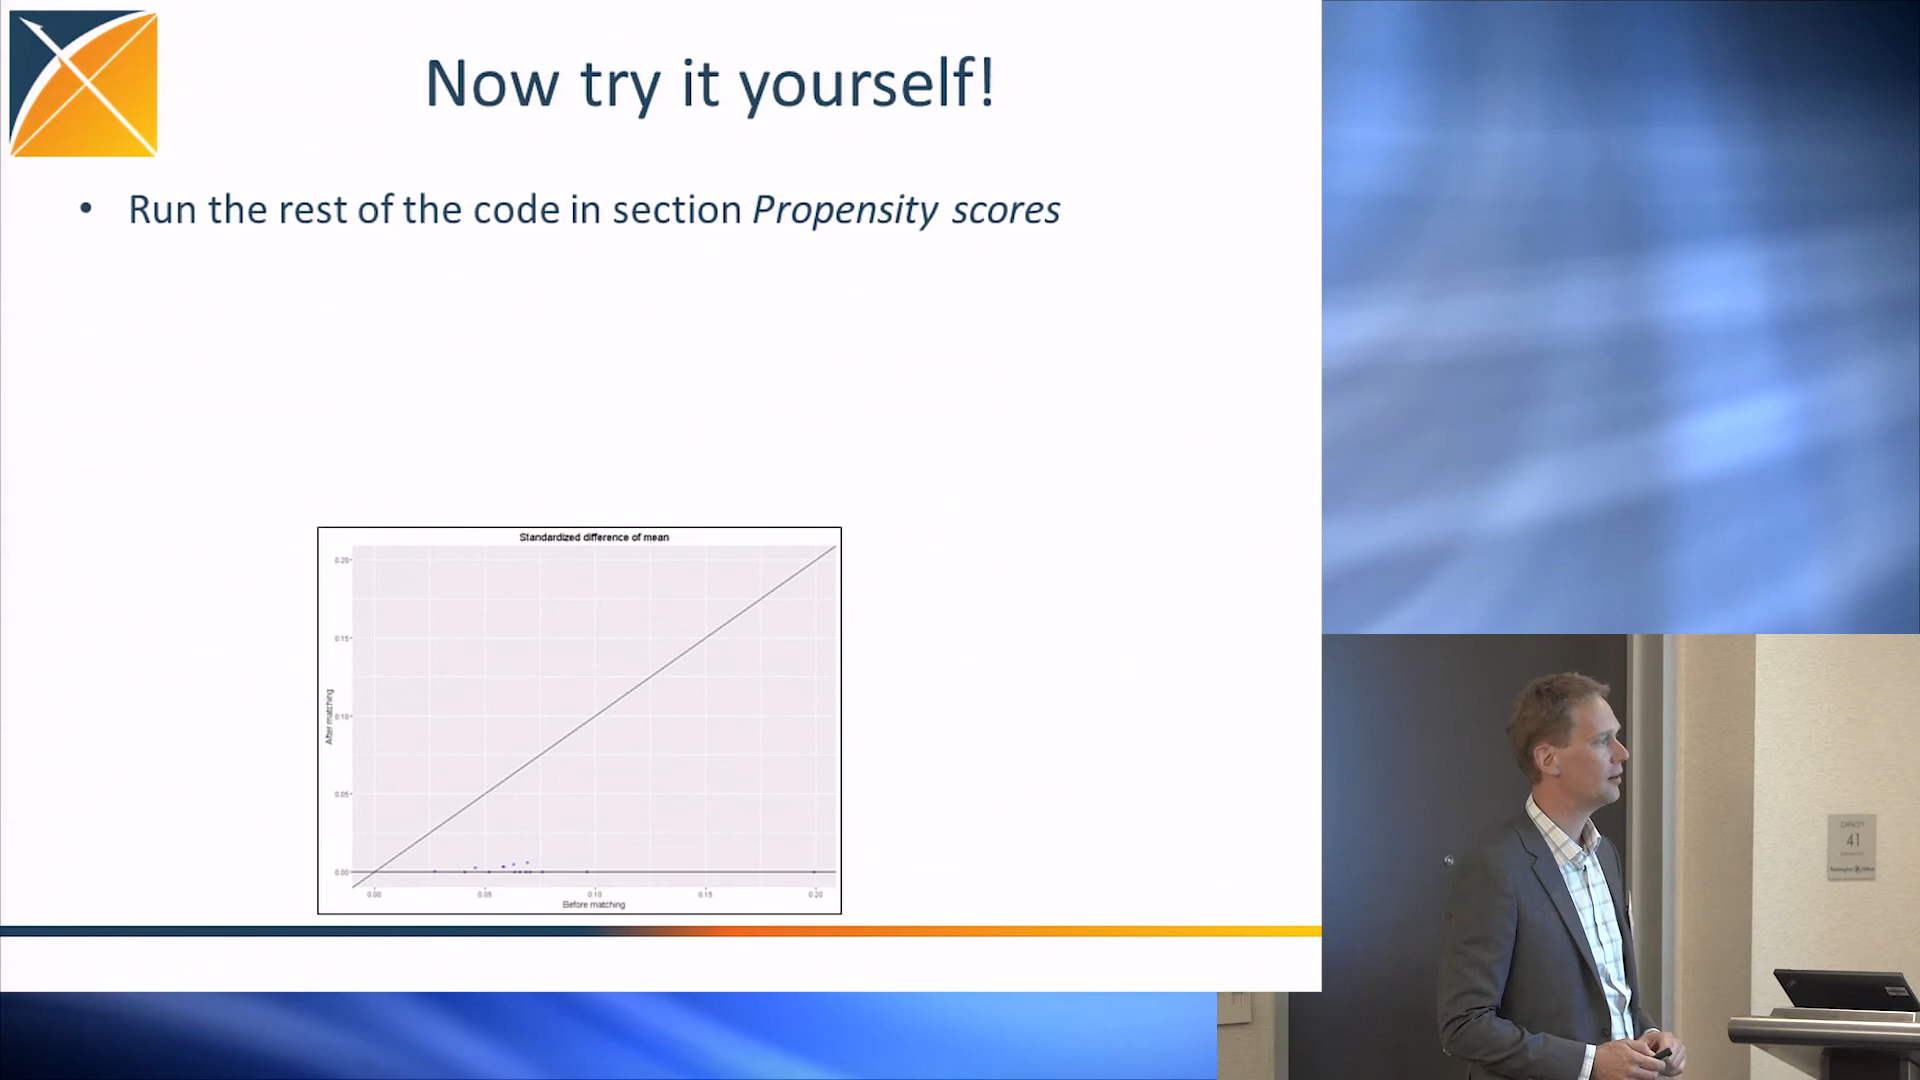 Now try it yourself!
• Run the rest of the code in section Propensity scores
Standardized difference of mean
0.20
0.15
0.10
0.05
0.00
After matching
0.00 0.05 0.10 0.15 0.20
Before matching
CAPACITY
41